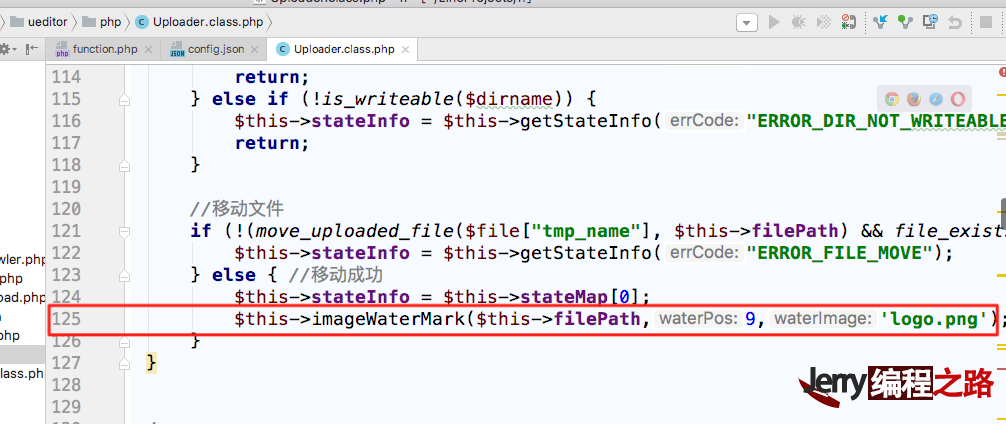 ueditor php Uploader.class.php
function.php config.json Uploader.class.php
114 return;
115 } else if (!is_writeable($dirname)) {
116 $this->stateInfo = $this->getStateInfo( errCode: "ERROR_DIR_NOT_WRITEABLE
117 return;
118 }
119
120 //移动文件
121 if (!(move_uploaded_file($file["tmp_name"], $this->filePath) && file_exist
122 $this->stateInfo = $this->getStateInfo( errCode: "ERROR_FILE_MOVE");
123 } else { //移动成功
124 $this->stateInfo = $this->stateMap[0];
125 $this->imageWaterMark($this->filePath, waterPos: 9, waterImage: 'logo.png');
126 }
127 }
128
129
wler.php
.php
oad.php
php
lass.ph
Jerry编程之路